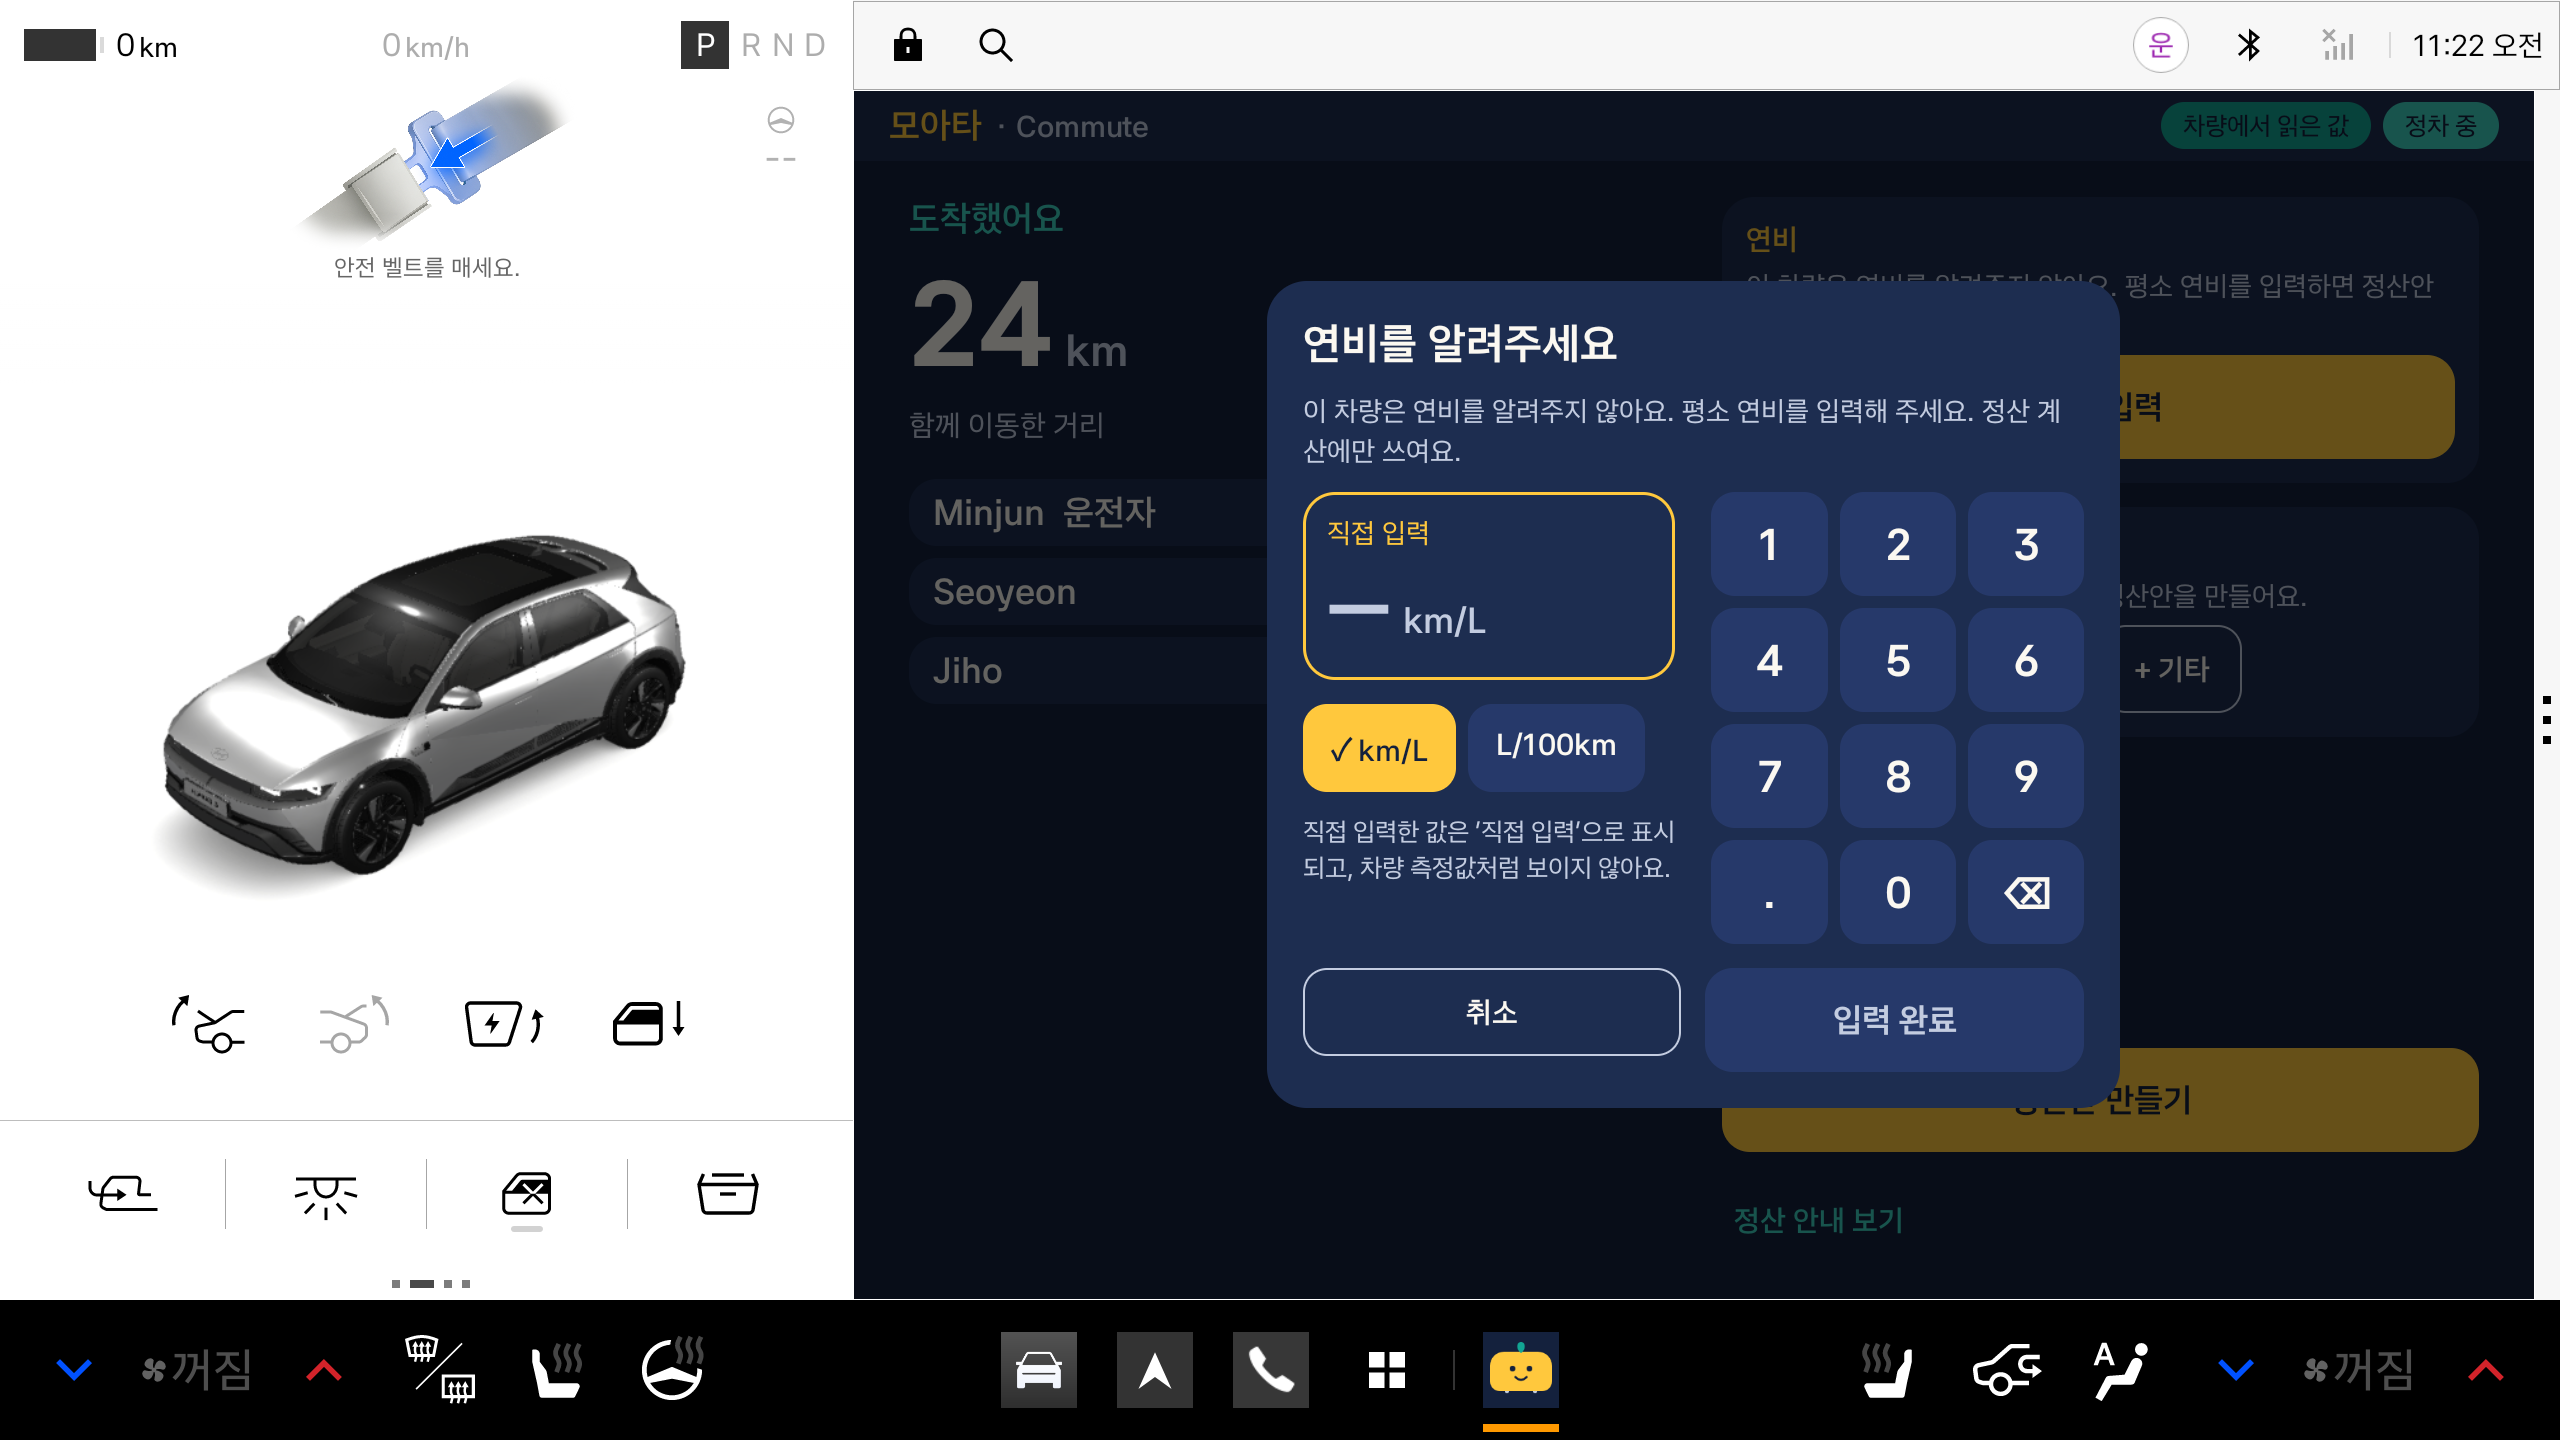 0 km
0 km/h
P R N D
안전 벨트를 매세요.
운
11:22 오전
모아타 · Commute
차량에서 읽은 값
정차 중
도착했어요
24 km
함께 이동한 거리
Minjun 운전자
Seoyeon
Jiho
연비
평소 연비를 입력하면 정산안
입력
산안을 만들어요.
+ 기타
만들기
정산 안내 보기
연비를 알려주세요
이 차량은 연비를 알려주지 않아요. 평소 연비를 입력해 주세요. 정산 계
산에만 쓰여요.
직접 입력
— km/L
✓ km/L
L/100km
직접 입력한 값은 '직접 입력'으로 표시
되고, 차량 측정값처럼 보이지 않아요.
1 2 3
4 5 6
7 8 9
. 0
취소
입력 완료
꺼짐
A
꺼짐